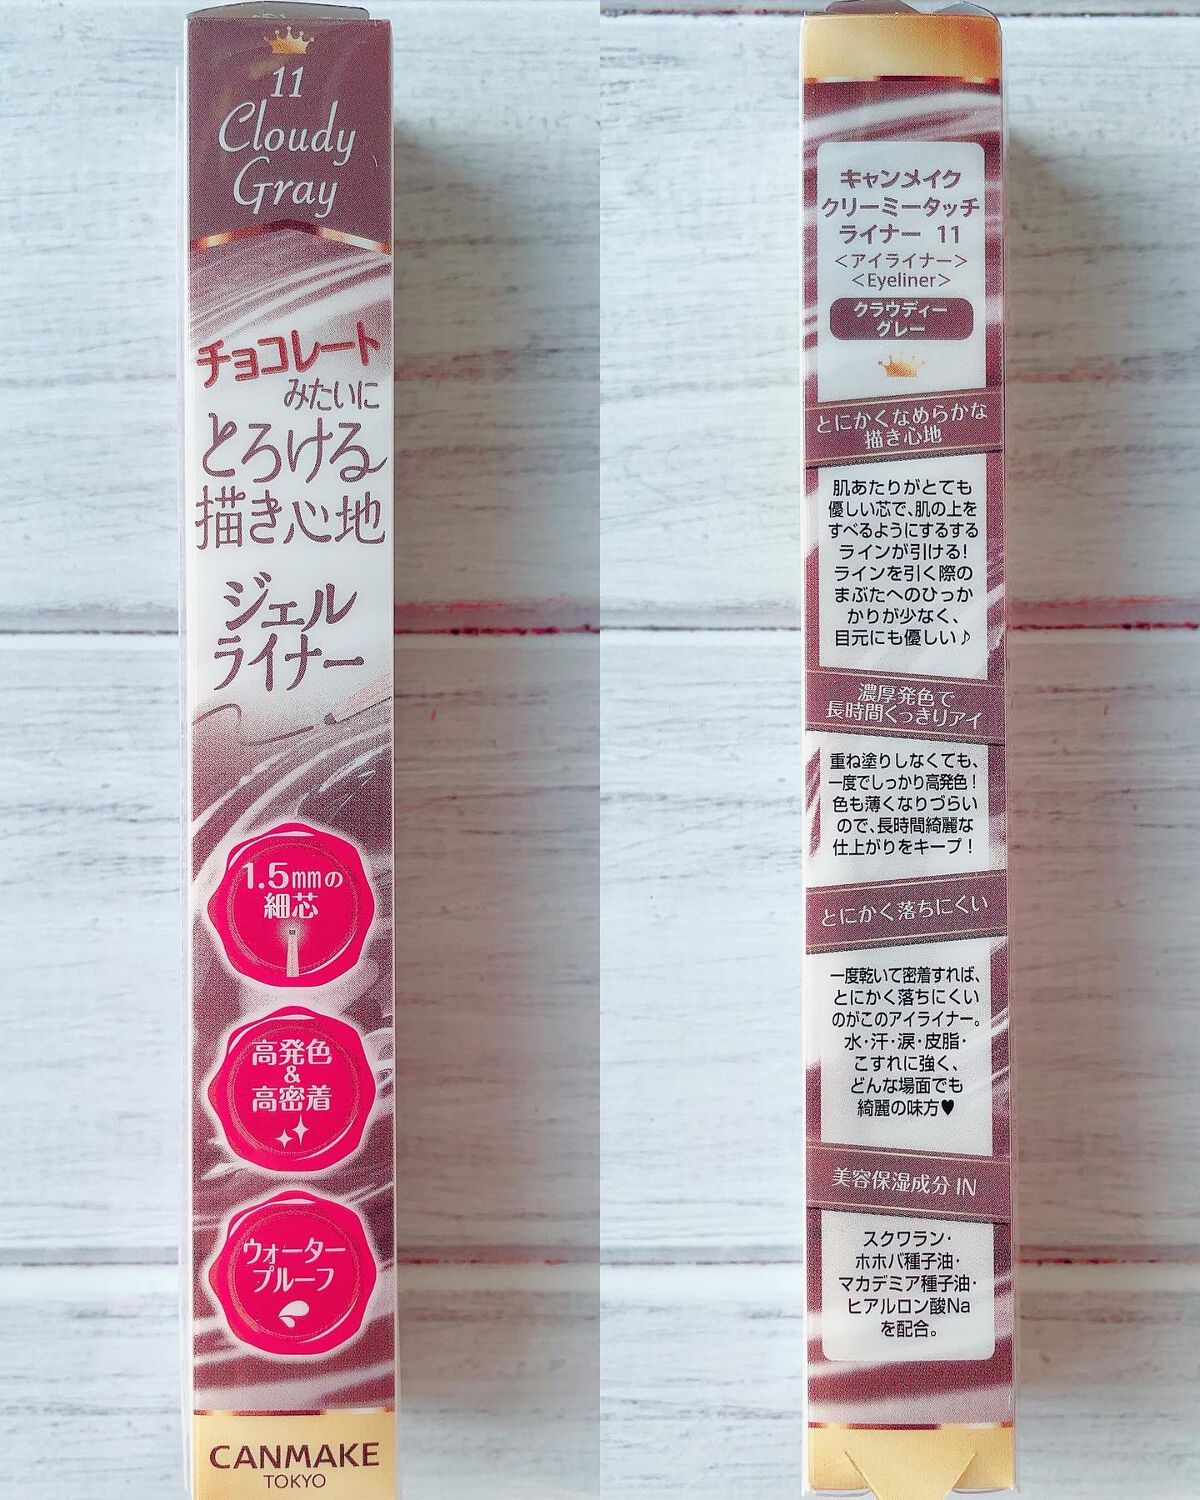 11
Cloudy
Gray
チョコレート
みたいに
とろける
描き心地
ジェル
ライナー
1.5mmの
細芯
高発色
&
高密着
ウォーター
プルーフ
CANMAKE
TOKYO
キャンメイク
クリーミータッチ
ライナー 11
<アイライナー>
<Eyeliner>
クラウディー
グレー
とにかくなめらかな
描き心地
肌あたりがとても
優しい芯で、肌の上を
すべるようにするする
ラインが引ける!
ラインを引く際の
まぶたへのひっか
かりが少なく、
目元にも優しい♪
濃厚発色で
長時間くっきりアイ
重ね塗りしなくても、
一度でしっかり高発色!
色も薄くなりづらい
ので、長時間綺麗な
仕上がりをキープ!
とにかく落ちにくい
一度乾いて密着すれば、
とにかく落ちにくい
のがこのアイライナー。
水・汗・涙・皮脂・
こすれに強く、
どんな場面でも
綺麗の味方♥
美容保湿成分 IN
スクワラン・
ホホバ種子油・
マカデミア種子油・
ヒアルロン酸Na
を配合。